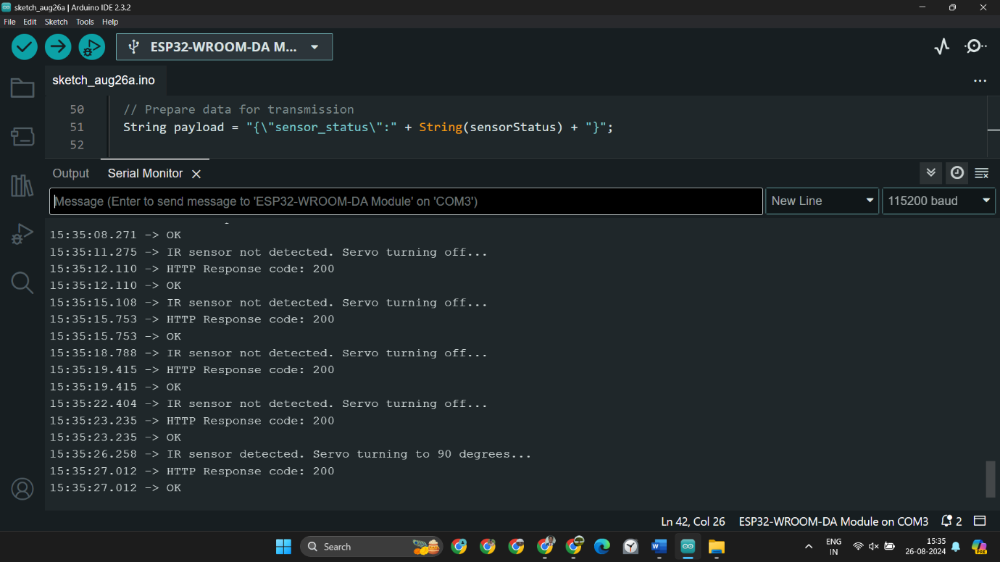 sketch_aug26a | Arduino IDE 2.3.2
File Edit Sketch Tools Help
ESP32-WROOM-DA M...
sketch_aug26a.ino
50 // Prepare data for transmission
51 String payload = "{\"sensor_status\":" + String(sensorStatus) + "}";
52
Output Serial Monitor
Message (Enter to send message to 'ESP32-WROOM-DA Module' on 'COM3')
New Line
115200 baud
15:35:08.271 -> OK
15:35:11.275 -> IR sensor not detected. Servo turning off...
15:35:12.110 -> HTTP Response code: 200
15:35:12.110 -> OK
15:35:15.108 -> IR sensor not detected. Servo turning off...
15:35:15.753 -> HTTP Response code: 200
15:35:15.753 -> OK
15:35:18.788 -> IR sensor not detected. Servo turning off...
15:35:19.415 -> HTTP Response code: 200
15:35:19.415 -> OK
15:35:22.404 -> IR sensor not detected. Servo turning off...
15:35:23.235 -> HTTP Response code: 200
15:35:23.235 -> OK
15:35:26.258 -> IR sensor detected. Servo turning to 90 degrees...
15:35:27.012 -> HTTP Response code: 200
15:35:27.012 -> OK
Ln 42, Col 26 ESP32-WROOM-DA Module on COM3 2
Search
ENG
IN
15:35
26-08-2024
PRE